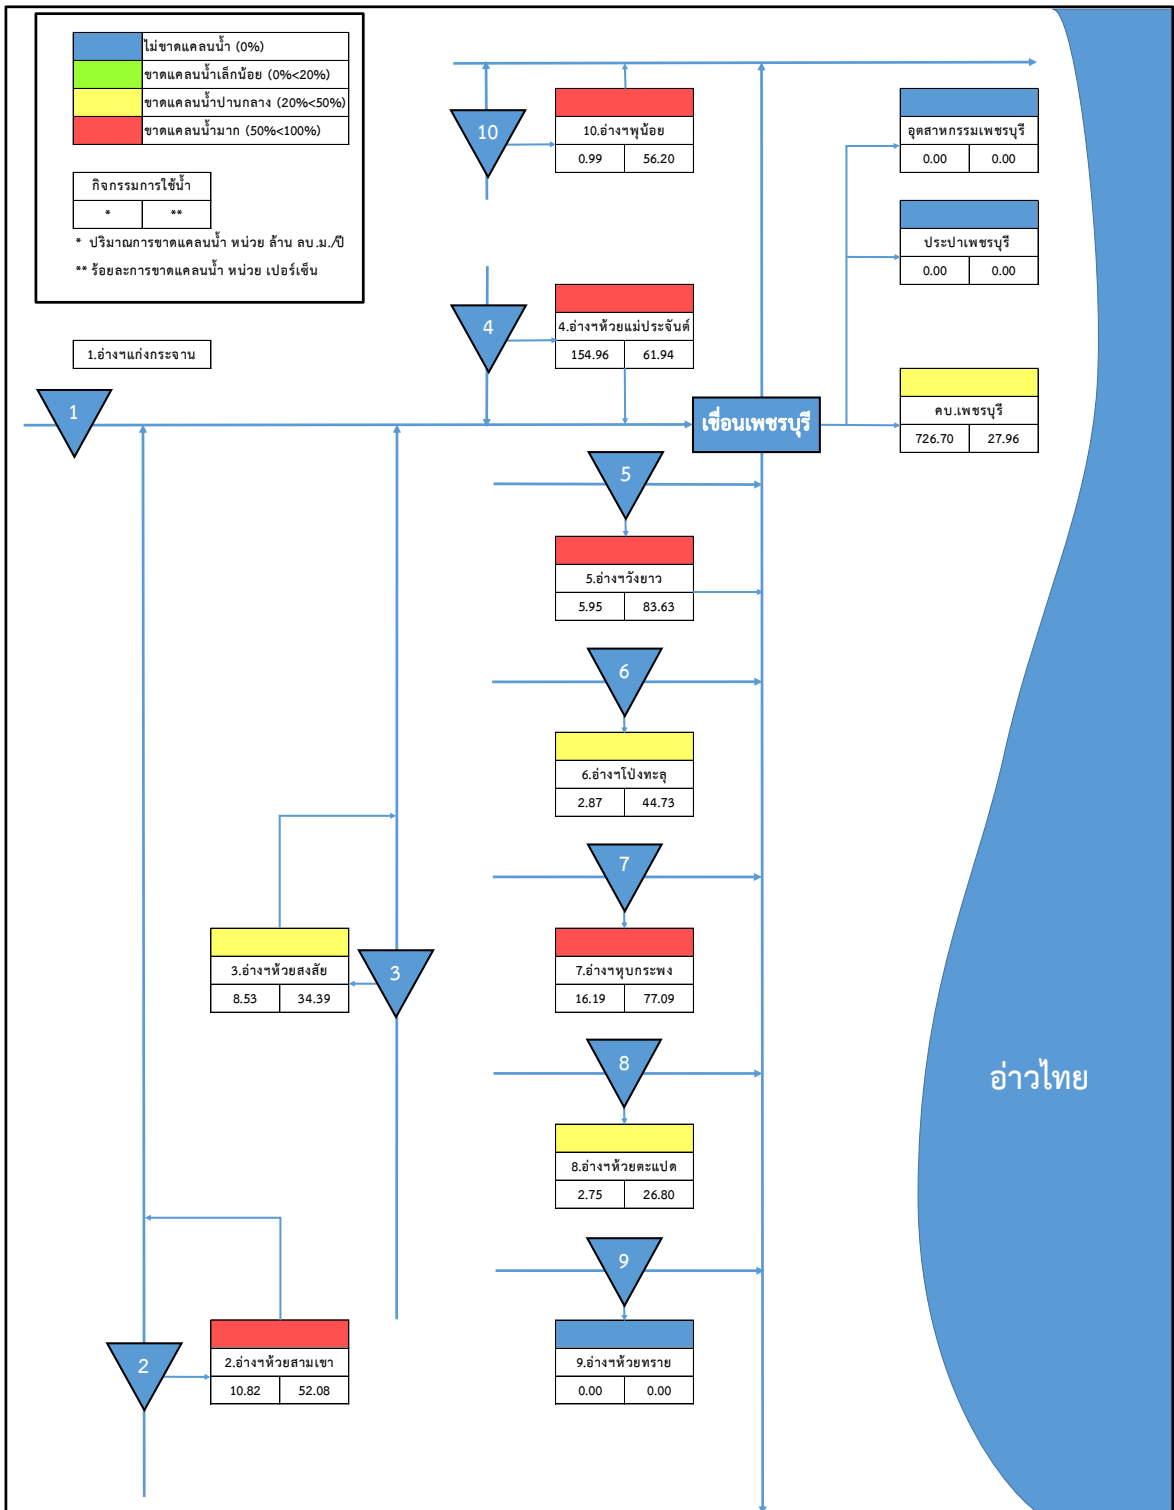 ไม่ขาดแคลนน้ำ (0%)
ขาดแคลนน้ำเล็กน้อย (0%<20%)
ขาดแคลนน้ำปานกลาง (20%<50%)
ขาดแคลนน้ำมาก (50%<100%)
กิจกรรมการใช้น้ำ
* **
* ปริมาณการขาดแคลนน้ำ หน่วย ล้าน ลบ.ม./ปี
** ร้อยละการขาดแคลนน้ำ หน่วย เปอร์เซ็น
10
10.อ่างฯพุน้อย
0.99 56.20
อุตสาหกรรมเพชรบุรี
0.00 0.00
ประปาเพชรบุรี
0.00 0.00
4
4.อ่างฯห้วยแม่ประจันต์
154.96 61.94
1.อ่างฯแก่งกระจาน
1
เขื่อนเพชรบุรี
คบ.เพชรบุรี
726.70 27.96
5
5.อ่างฯวังยาว
5.95 83.63
6
6.อ่างฯโป่งทะลุ
2.87 44.73
7
7.อ่างฯหุบกระพง
16.19 77.09
3.อ่างฯห้วยสงสัย
8.53 34.39
3
8
8.อ่างฯห้วยตะแปด
2.75 26.80
อ่าวไทย
9
9.อ่างฯห้วยทราย
0.00 0.00
2
2.อ่างฯห้วยสามเขา
10.82 52.08